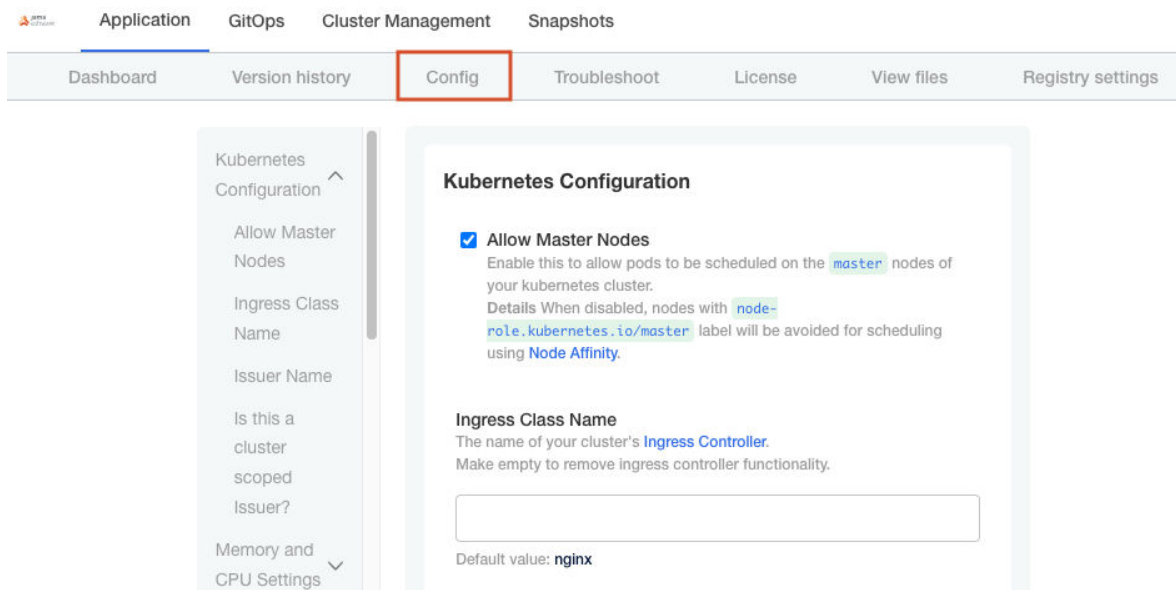 jama
software
Application GitOps Cluster Management Snapshots
Dashboard Version history Config Troubleshoot License View files Registry settings
Kubernetes
Configuration
Allow Master
Nodes
Ingress Class
Name
Issuer Name
Is this a
cluster
scoped
Issuer?
Memory and
CPU Settings
Kubernetes Configuration
Allow Master Nodes
Enable this to allow pods to be scheduled on the master nodes of
your kubernetes cluster.
Details When disabled, nodes with node-
role.kubernetes.io/master label will be avoided for scheduling
using Node Affinity.
Ingress Class Name
The name of your cluster's Ingress Controller.
Make empty to remove ingress controller functionality.
Default value: nginx